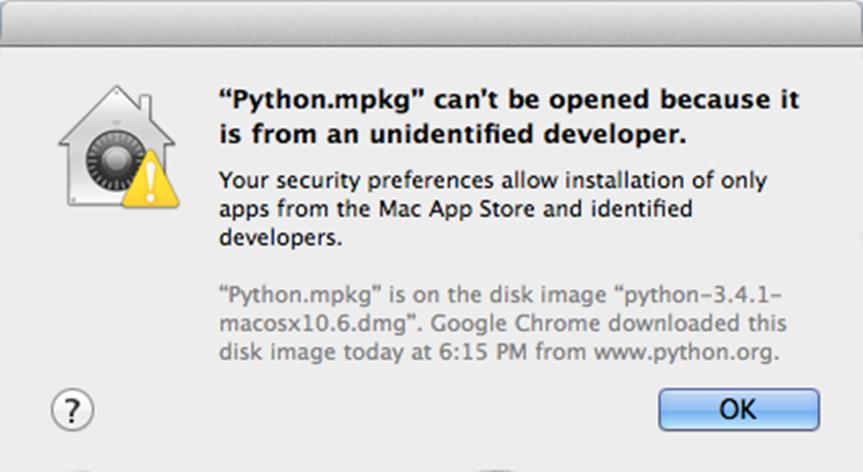 “Python.mpkg” can't be opened because it
is from an unidentified developer.
Your security preferences allow installation of only
apps from the Mac App Store and identified
developers.
“Python.mpkg” is on the disk image “python-3.4.1-
macosx10.6.dmg”. Google Chrome downloaded this
disk image today at 6:15 PM from www.python.org.
?
OK